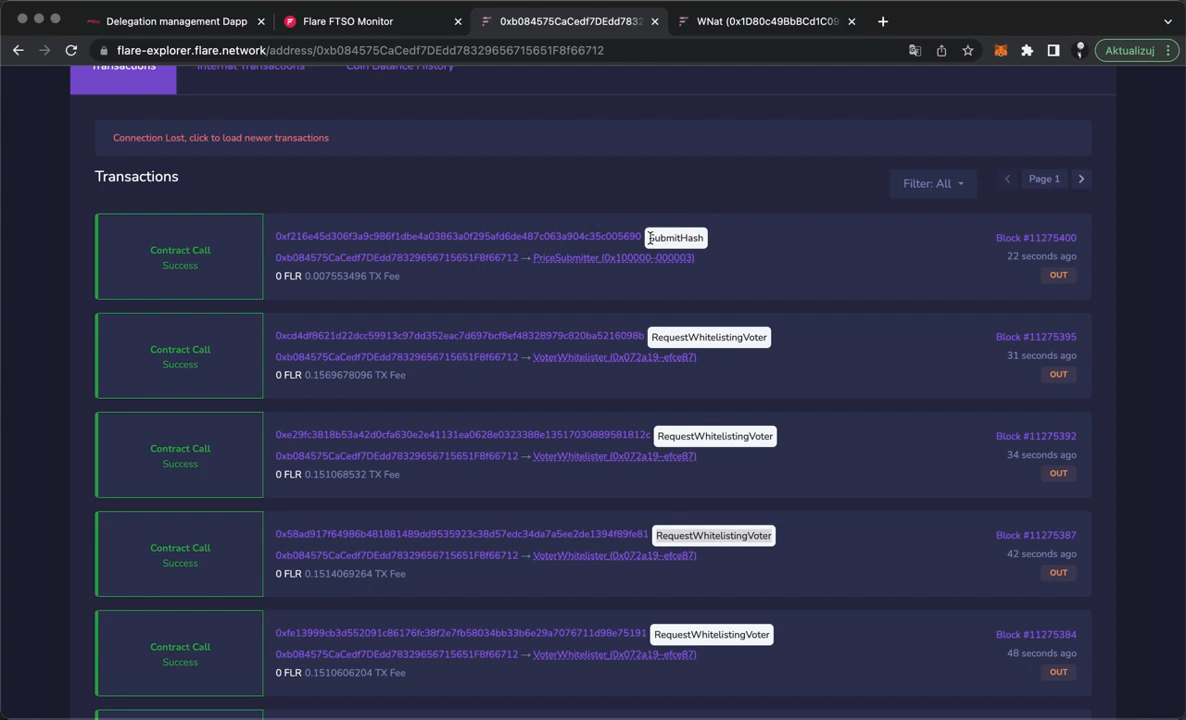 Delegation management Dapp
Flare FTSO Monitor
0xb084575CaCedf7DEdd7832
WNat (0x1D80c49BbBCd1C09
flare-explorer.flare.network/address/0xb084575CaCedf7DEdd78329656715651F8f66712
Aktualizuj
Transactions
Internal Transactions
Coin Balance History
Connection Lost, click to load newer transactions
Transactions
Filter: All
Page 1
Contract Call
Success
0xf216e45d306f3a9c986f1dbe4a03863a0f295afd6de487c063a904c35c005690
SubmitHash
0xb084575CaCedf7DEdd78329656715651F8f66712 → PriceSubmitter (0x100000–000003)
0 FLR 0.007553496 TX Fee
Block #11275400
22 seconds ago
OUT
Contract Call
Success
0xcd4df8621d22dcc59913c97dd352eac7d697bcf8ef48328979c820ba5216098b
RequestWhitelistingVoter
0xb084575CaCedf7DEdd78329656715651F8f66712 → VoterWhitelister (0x072a19–efce87)
0 FLR 0.1569678096 TX Fee
Block #11275395
31 seconds ago
OUT
Contract Call
Success
0xe29fc3818b53a42d0cfa630e2e41131ea0628e0323388e13517030889581812c
RequestWhitelistingVoter
0xb084575CaCedf7DEdd78329656715651F8f66712 → VoterWhitelister (0x072a19–efce87)
0 FLR 0.151068532 TX Fee
Block #11275392
34 seconds ago
OUT
Contract Call
Success
0x58ad917f64986b481881489dd9535923c38d57edc34da7a5ee2de1394f89fe81
RequestWhitelistingVoter
0xb084575CaCedf7DEdd78329656715651F8f66712 → VoterWhitelister (0x072a19–efce87)
0 FLR 0.1514069264 TX Fee
Block #11275387
42 seconds ago
OUT
Contract Call
Success
0xfe13999cb3d552091c86176fc38f2e7fb58034bb33b6e29a7076711d98e75191
RequestWhitelistingVoter
0xb084575CaCedf7DEdd78329656715651F8f66712 → VoterWhitelister (0x072a19–efce87)
0 FLR 0.1510606204 TX Fee
Block #11275384
48 seconds ago
OUT